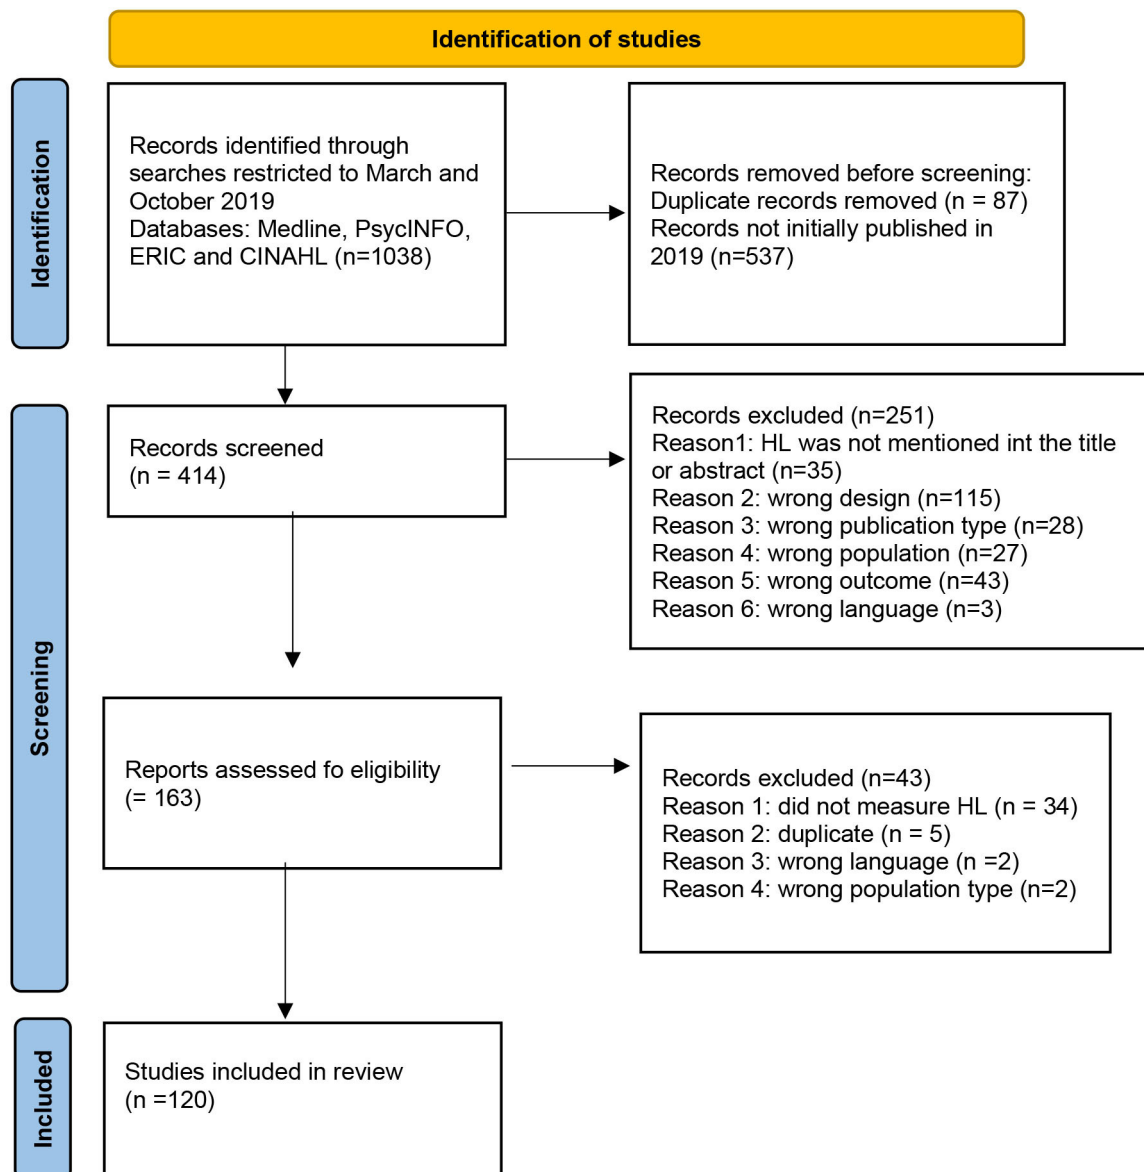 Identification of studies
Identification
Records identified through
searches restricted to March and
October 2019
Databases: Medline, PsycINFO,
ERIC and CINAHL (n=1038)
Records removed before screening:
Duplicate records removed (n = 87)
Records not initially published in
2019 (n=537)
Screening
Records screened
(n = 414)
Records excluded (n=251)
Reason1: HL was not mentioned int the title
or abstract (n=35)
Reason 2: wrong design (n=115)
Reason 3: wrong publication type (n=28)
Reason 4: wrong population (n=27)
Reason 5: wrong outcome (n=43)
Reason 6: wrong language (n=3)
Reports assessed fo eligibility
(= 163)
Records excluded (n=43)
Reason 1: did not measure HL (n = 34)
Reason 2: duplicate (n = 5)
Reason 3: wrong language (n =2)
Reason 4: wrong population type (n=2)
Included
Studies included in review
(n =120)